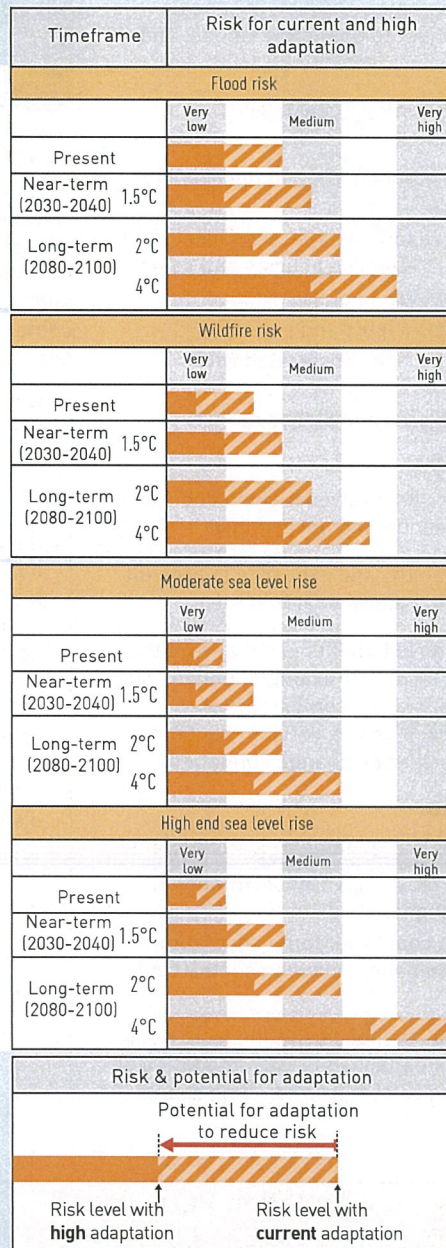 Timeframe
Risk for current and high
adaptation
Flood risk
Very
low
Medium
Very
high
Present
Near-term
(2030-2040)
1.5°C
Long-term
(2080-2100)
2°C
4°C
Wildfire risk
Very
low
Medium
Very
high
Present
Near-term
(2030-2040)
1.5°C
Long-term
(2080-2100)
2°C
4°C
Moderate sea level rise
Very
low
Medium
Very
high
Present
Near-term
(2030-2040)
1.5°C
Long-term
(2080-2100)
2°C
4°C
High end sea level rise
Very
low
Medium
Very
high
Present
Near-term
(2030-2040)
1.5°C
Long-term
(2080-2100)
2°C
4°C
Risk & potential for adaptation
Potential for adaptation
to reduce risk
Risk level with
high adaptation
Risk level with
current adaptation